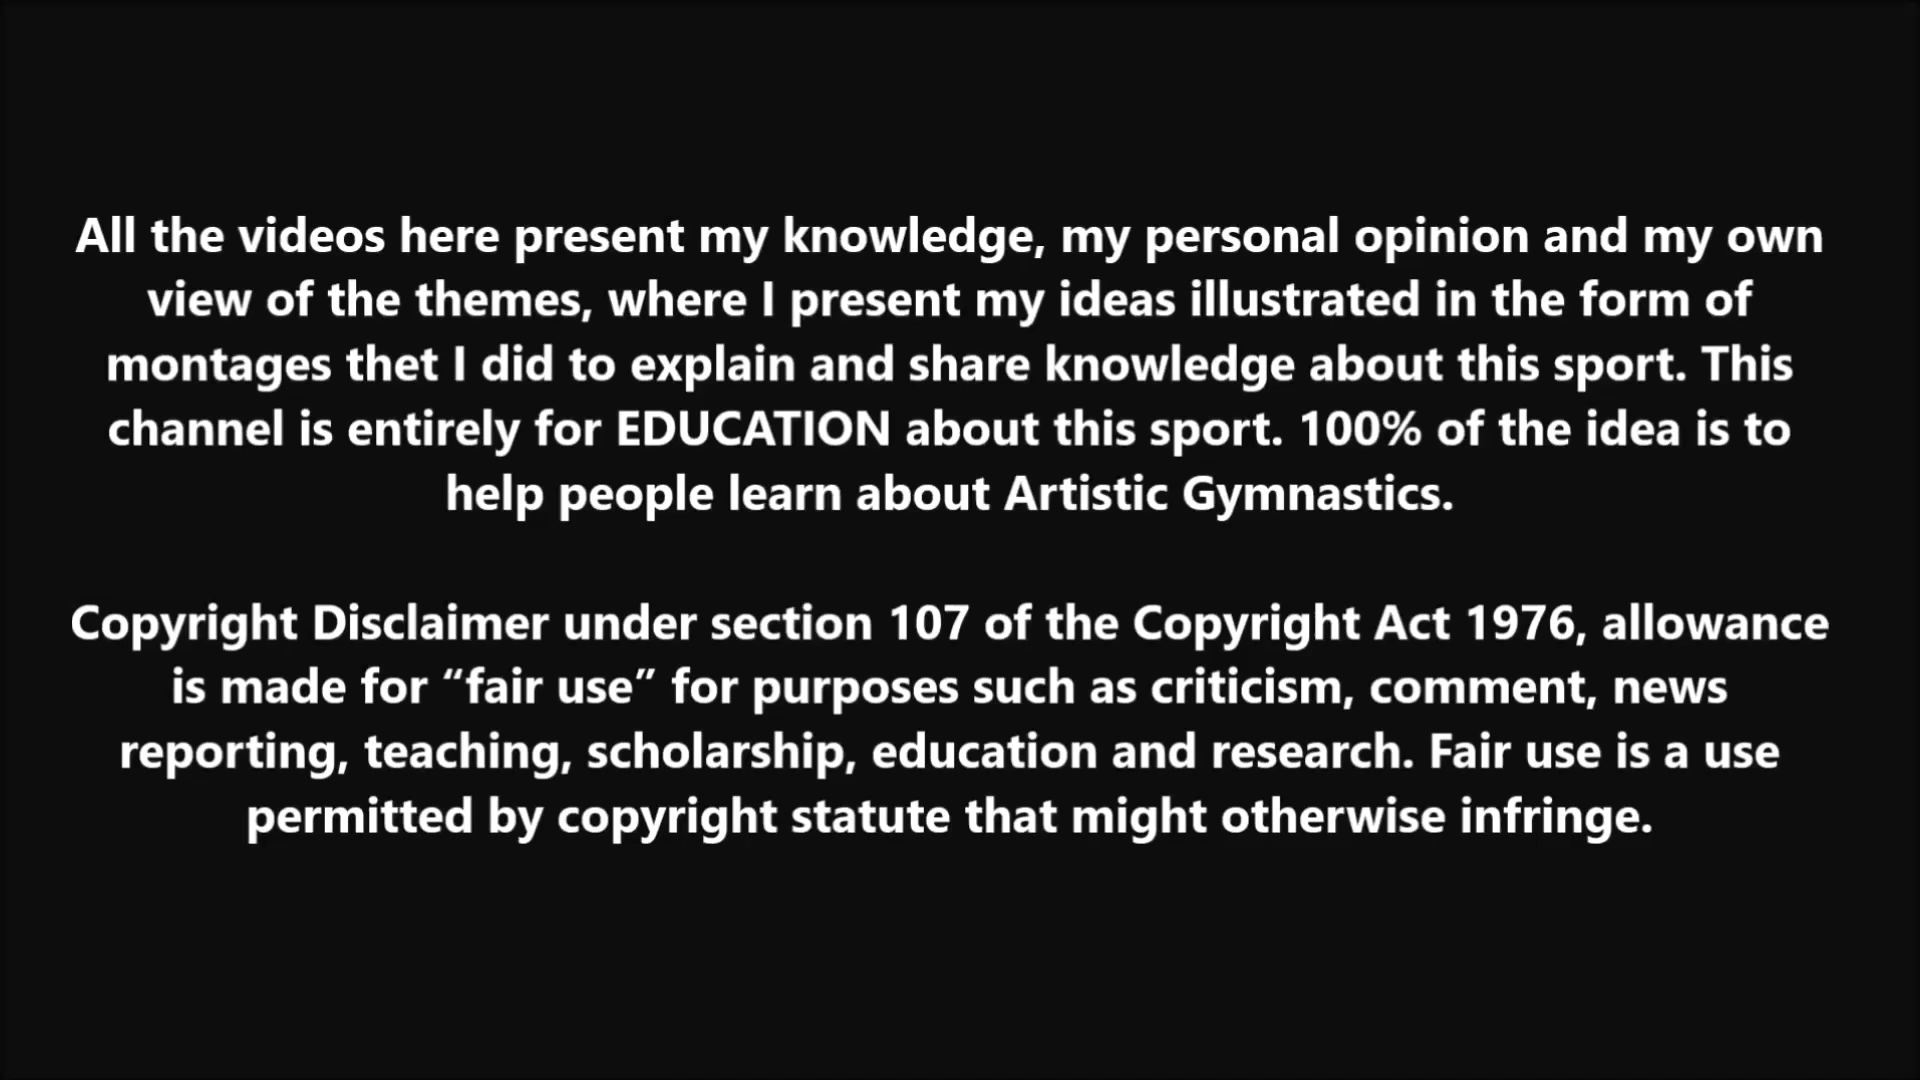 All the videos here present my knowledge, my personal opinion and my own
view of the themes, where I present my ideas illustrated in the form of
montages thet I did to explain and share knowledge about this sport. This
channel is entirely for EDUCATION about this sport. 100% of the idea is to
help people learn about Artistic Gymnastics.
Copyright Disclaimer under section 107 of the Copyright Act 1976, allowance
is made for “fair use” for purposes such as criticism, comment, news
reporting, teaching, scholarship, education and research. Fair use is a use
permitted by copyright statute that might otherwise infringe.